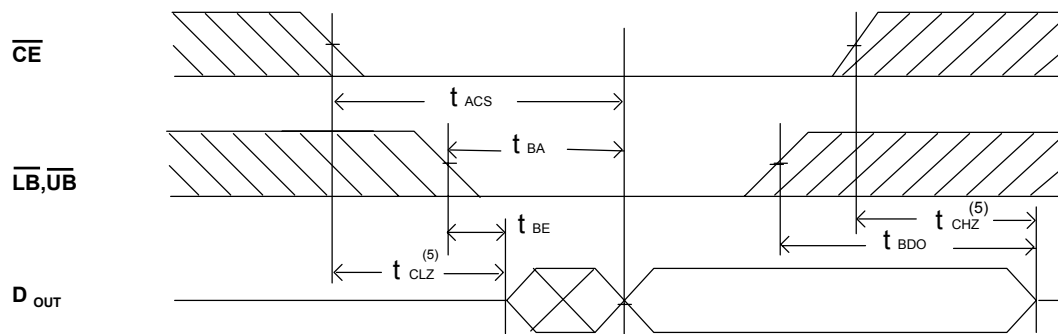 CE
t ACS
LB,UB
t BA
t BE
t CHZ (5)
t BDO
t CLZ (5)
D OUT